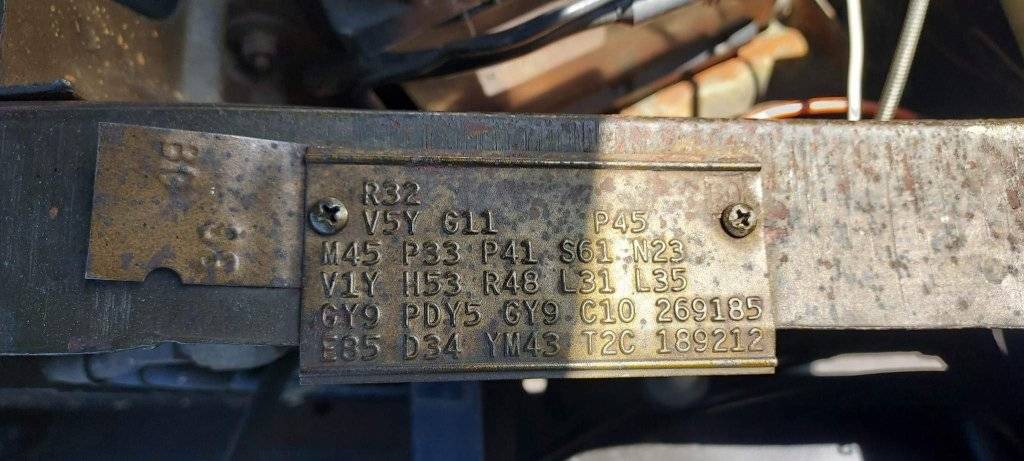 R32
V5Y G11 P45
M45 P33 P41 S61 N23
V1Y H53 R48 L31 L35
GY9 PDY5 GY9 C10 269185
E85 D34 YM43 T2C 189212